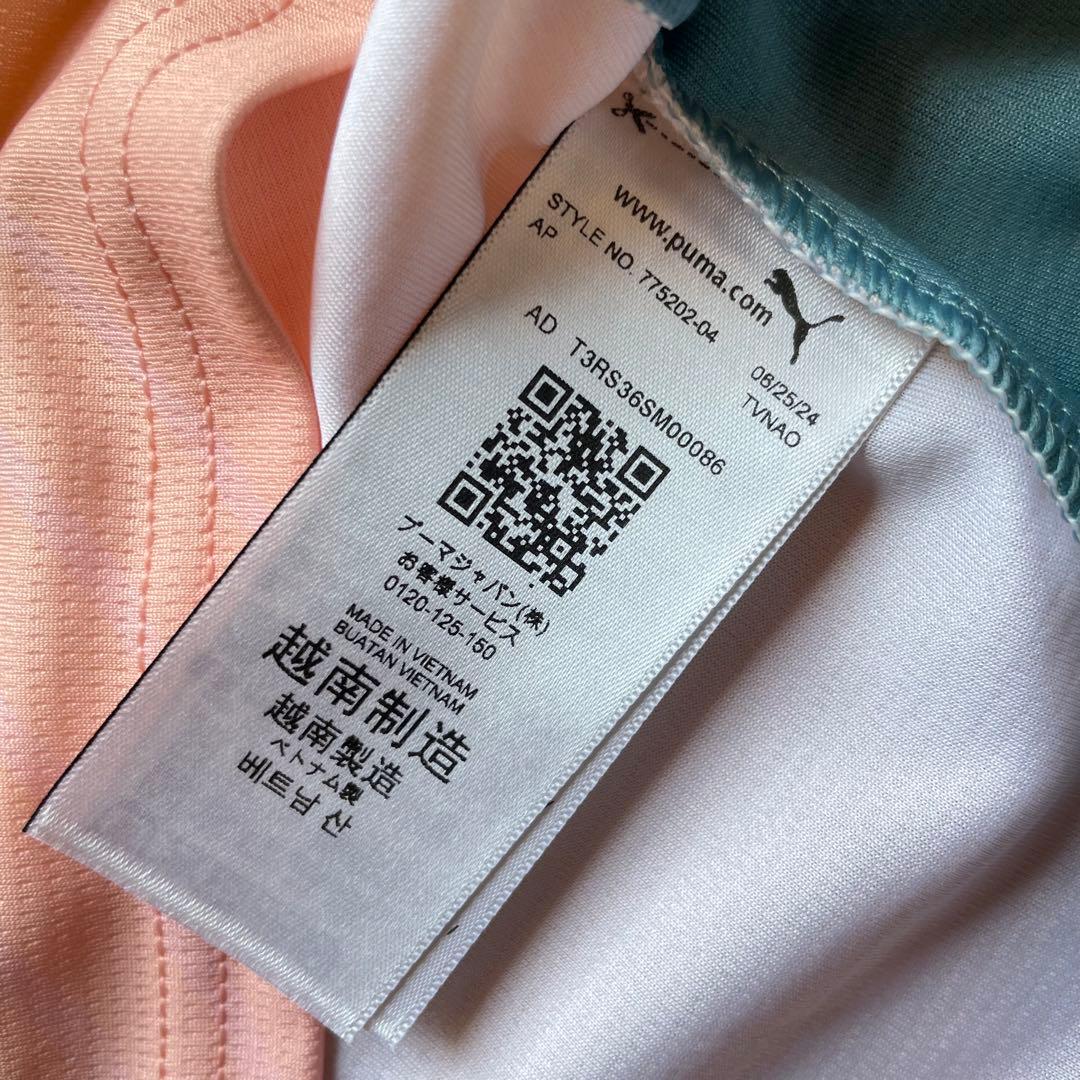 www.puma.com
STYLE NO. 775202-04
06/25/24
AP
TVNAO
AD T3RS36SM00086
プーマジャパン(株)
お客様サービス
0120-125-150
MADE IN VIETNAM
BUATAN VIETNAM
越南制造
越南製造
ベトナム製
베트남 산